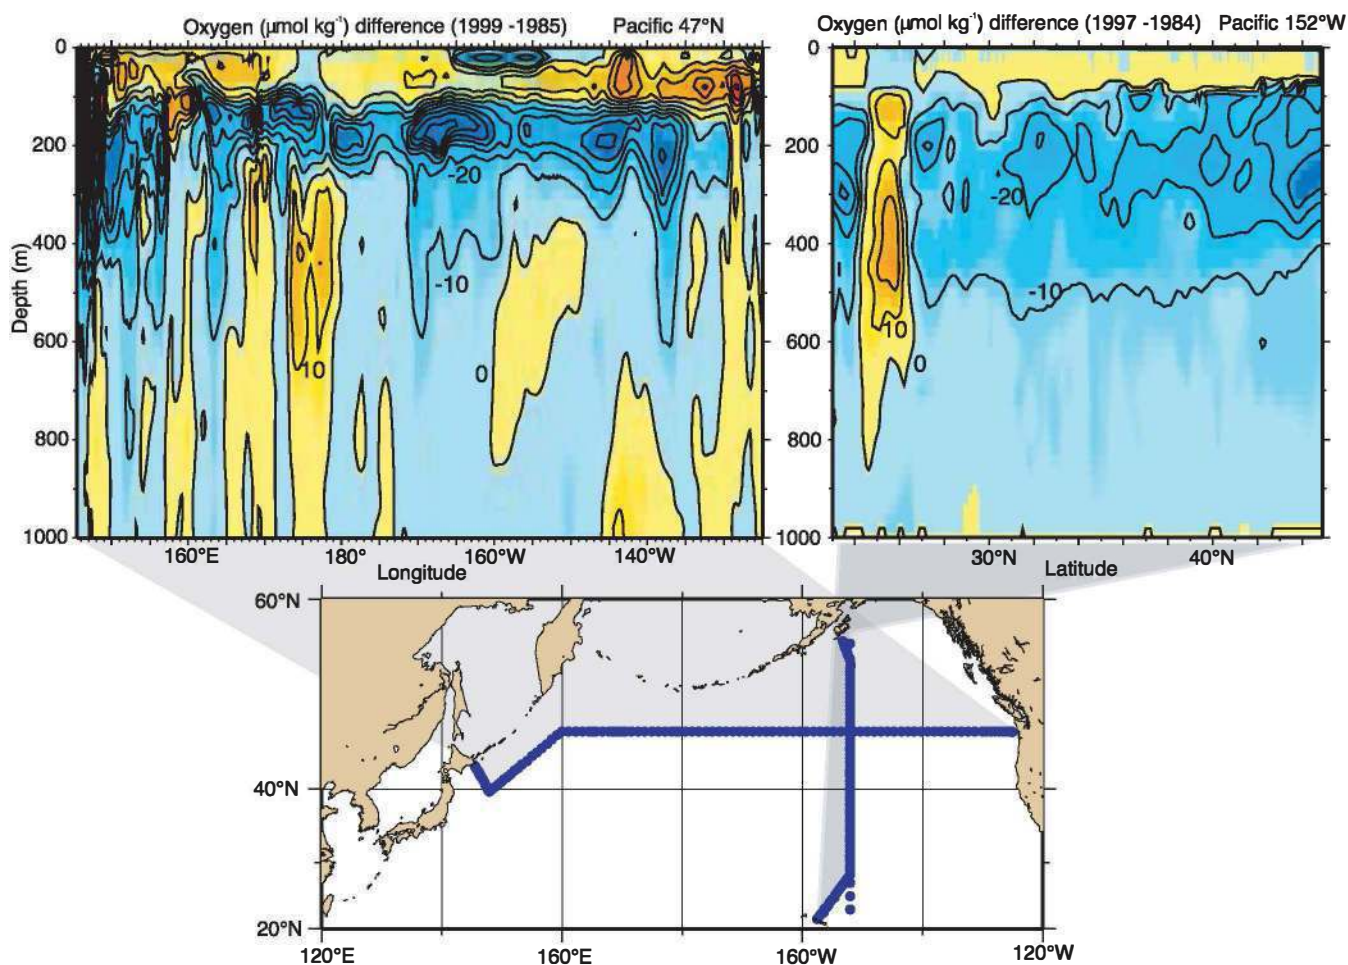 Oxygen (μmol kg⁻¹) difference (1999 -1985) Pacific 47°N
Oxygen (μmol kg⁻¹) difference (1997 -1984) Pacific 152°W
0
200
400
600
800
1000
Depth (m)
-20
-10
0
10
160°E
180°
160°W
140°W
Longitude
0
200
400
600
800
1000
-20
-10
10
0
30°N
40°N
Latitude
60°N
40°N
20°N
120°E
160°E
160°W
120°W